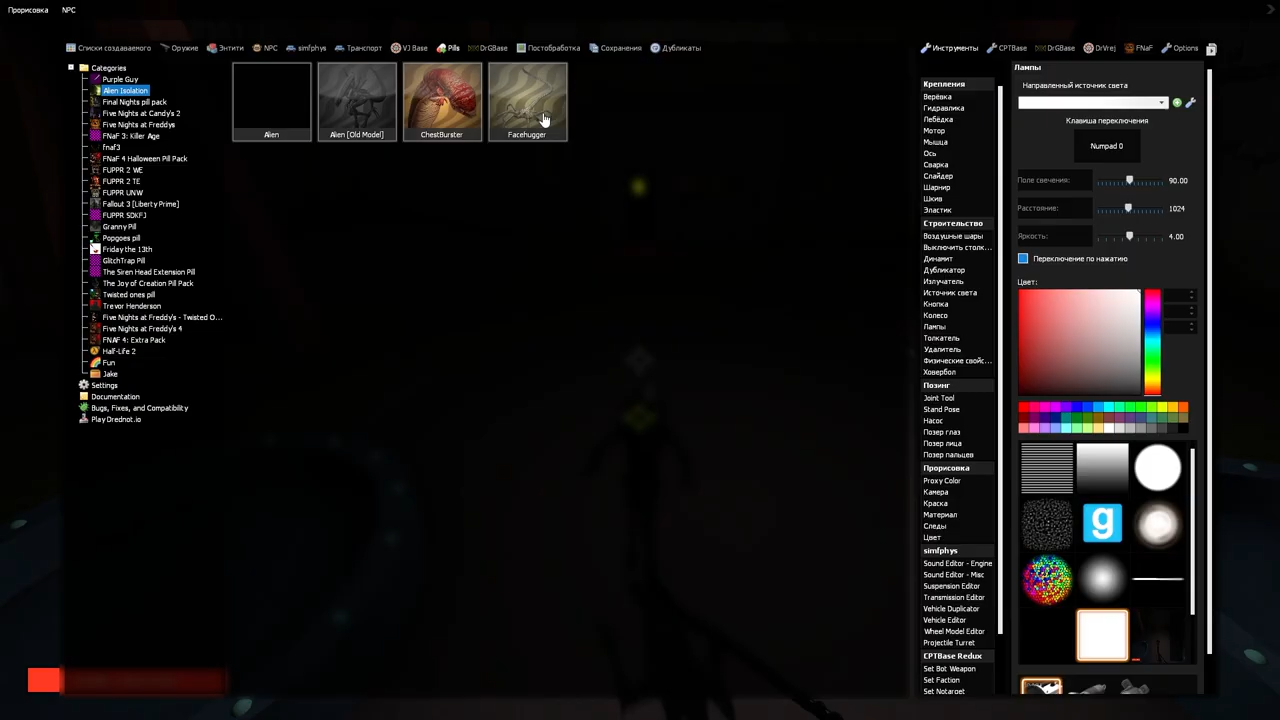 Прорисовка NPC
Списки создаваемого Оружие Энтити NPC simfphys Транспорт VJ Base Pills DrGBase Постобработка Сохранения Дубликаты
Categories
Purple Guy
Alien Isolation
Final Nights pill pack
Five Nights at Candy's 2
Five Nights at Freddys
FNaF 3: Killer Age
fnaf3
FNaF 4 Halloween Pill Pack
FUPPR 2 WE
FUPPR 2 TE
FUPPR UNW
Fallout 3 [Liberty Prime]
FUPPR SDKFJ
Granny Pill
Popgoes pill
Friday the 13th
GlitchTrap Pill
The Siren Head Extension Pill
The Joy of Creation Pill Pack
Twisted ones pill
Trevor Henderson
Five Nights at Freddy's - Twisted O...
Five Nights at Freddy's 4
FNAF 4: Extra Pack
Half-Life 2
Fun
Jake
Settings
Documentation
Bugs, Fixes, and Compatibility
Play Drednot.io
Alien
Alien [Old Model]
ChestBurster
Facehugger
Инструменты CPTBase DrGBase DrVrej FNaF Options
Крепления
Верёвка
Гидравлика
Лебёдка
Мотор
Мышца
Ось
Сварка
Слайдер
Шарнир
Шкив
Эластик
Строительство
Воздушные шары
Выключить столк...
Динамит
Дубликатор
Излучатель
Источник света
Кнопка
Колесо
Лампы
Толкатель
Удалитель
Физические свойс...
Ховербол
Позинг
Joint Tool
Stand Pose
Насос
Позер глаз
Позер лица
Позер пальцев
Прорисовка
Proxy Color
Камера
Краска
Материал
Следы
Цвет
simfphys
Sound Editor - Engine
Sound Editor - Misc
Suspension Editor
Transmission Editor
Vehicle Duplicator
Vehicle Editor
Wheel Model Editor
Projectile Turret
CPTBase Redux
Set Bot Weapon
Set Faction
Set Notarget
Лампы
Направленный источник света
Клавиша переключения
Numpad 0
Поле свечения: 90.00
Расстояние: 1024
Яркость: 4.00
Переключение по нажатию
Цвет:
g